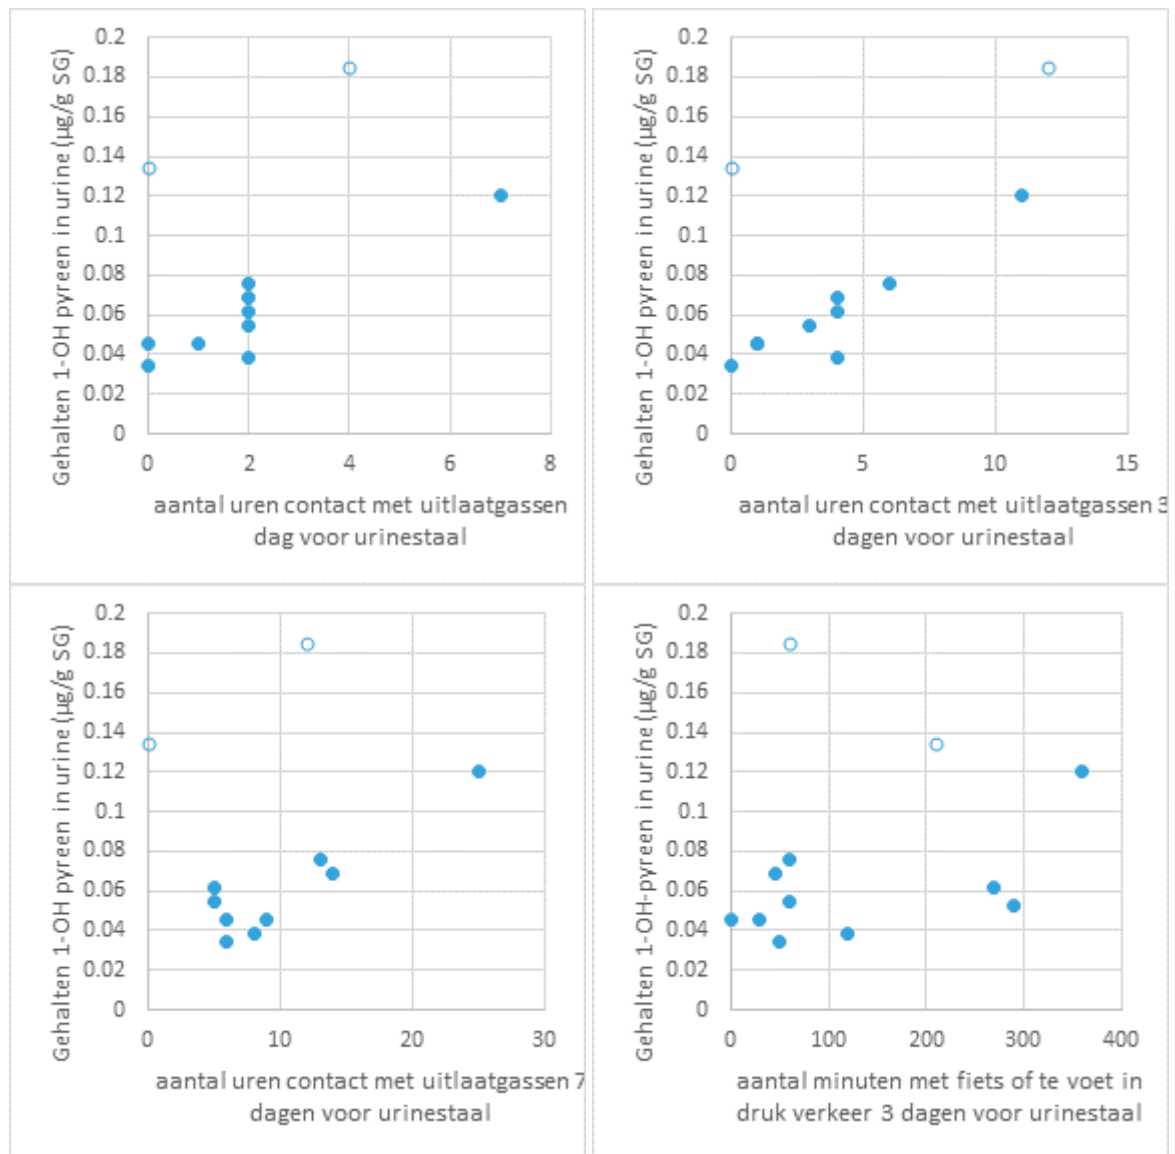 Gehalten 1-OH pyreen in urine (µg/g SG)
0.2
0.18
0.16
0.14
0.12
0.1
0.08
0.06
0.04
0.02
0
0 2 4 6 8
aantal uren contact met uitlaatgassen
dag voor urinestaal
Gehalten 1-OH pyreen in urine (µg/g SG)
0.2
0.18
0.16
0.14
0.12
0.1
0.08
0.06
0.04
0.02
0
0 5 10 15
aantal uren contact met uitlaatgassen 3
dagen voor urinestaal
Gehalten 1-OH pyreen in urine (µg/g SG)
0.2
0.18
0.16
0.14
0.12
0.1
0.08
0.06
0.04
0.02
0
0 10 20 30
aantal uren contact met uitlaatgassen 7
dagen voor urinestaal
Gehalten 1-OH-pyreen in urine (µg/g SG)
0.2
0.18
0.16
0.14
0.12
0.1
0.08
0.06
0.04
0.02
0
0 100 200 300 400
aantal minuten met fiets of te voet in
druk verkeer 3 dagen voor urinestaal